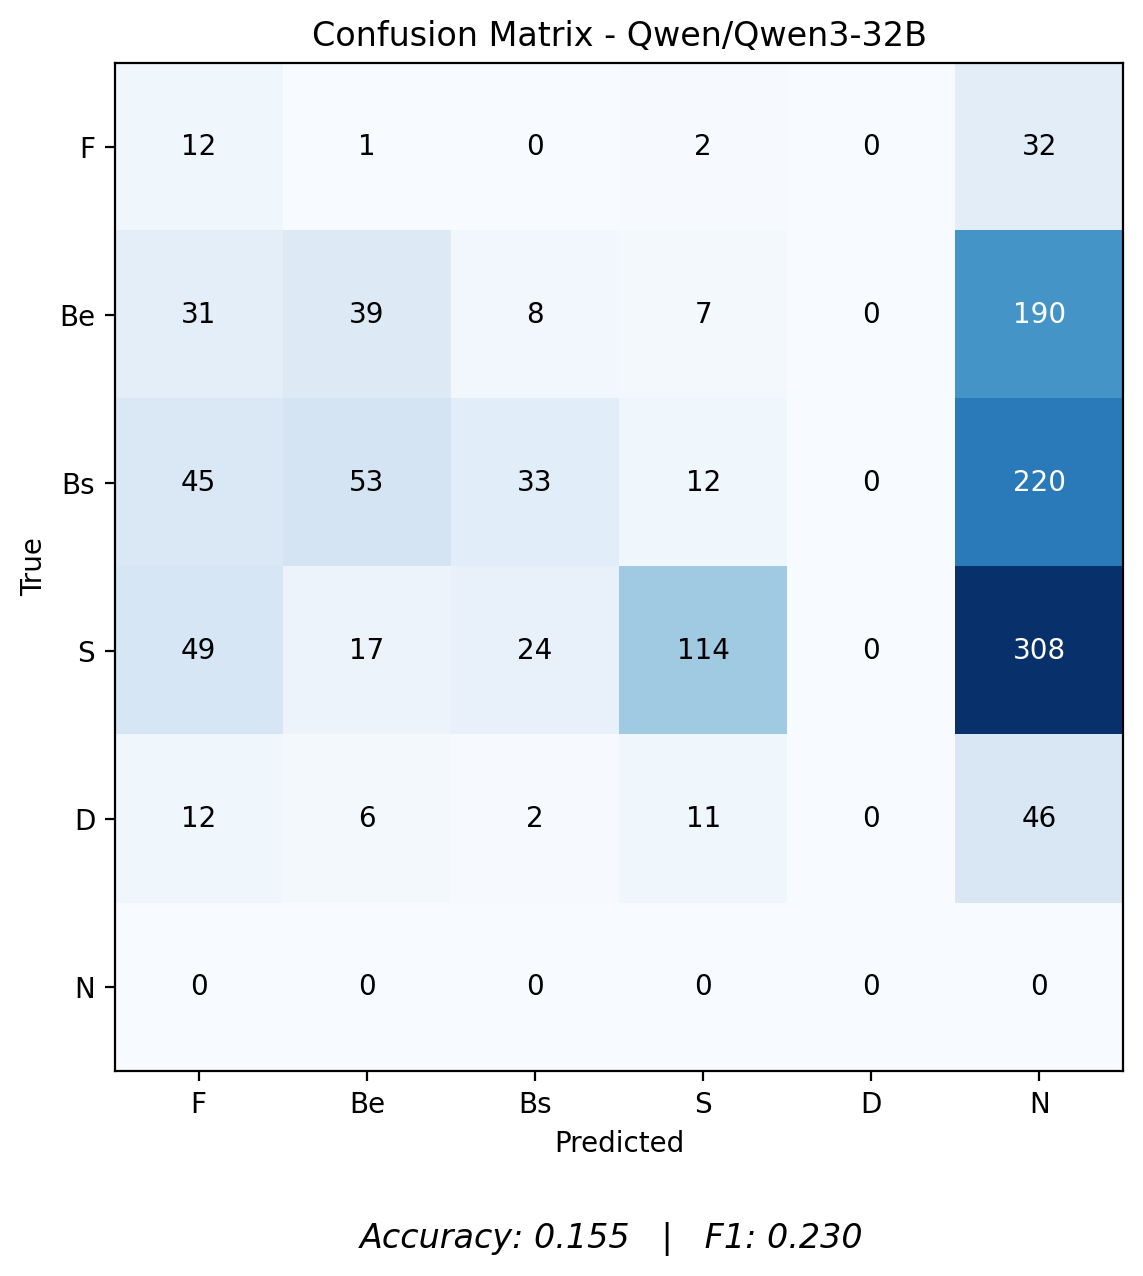 Confusion Matrix - Qwen/Qwen3-32B
F 12 1 0 2 0 32
Be 31 39 8 7 0 190
Bs 45 53 33 12 0 220
True
S 49 17 24 114 0 308
D 12 6 2 11 0 46
N 0 0 0 0 0 0
F Be Bs S D N
Predicted
Accuracy: 0.155 | F1: 0.230